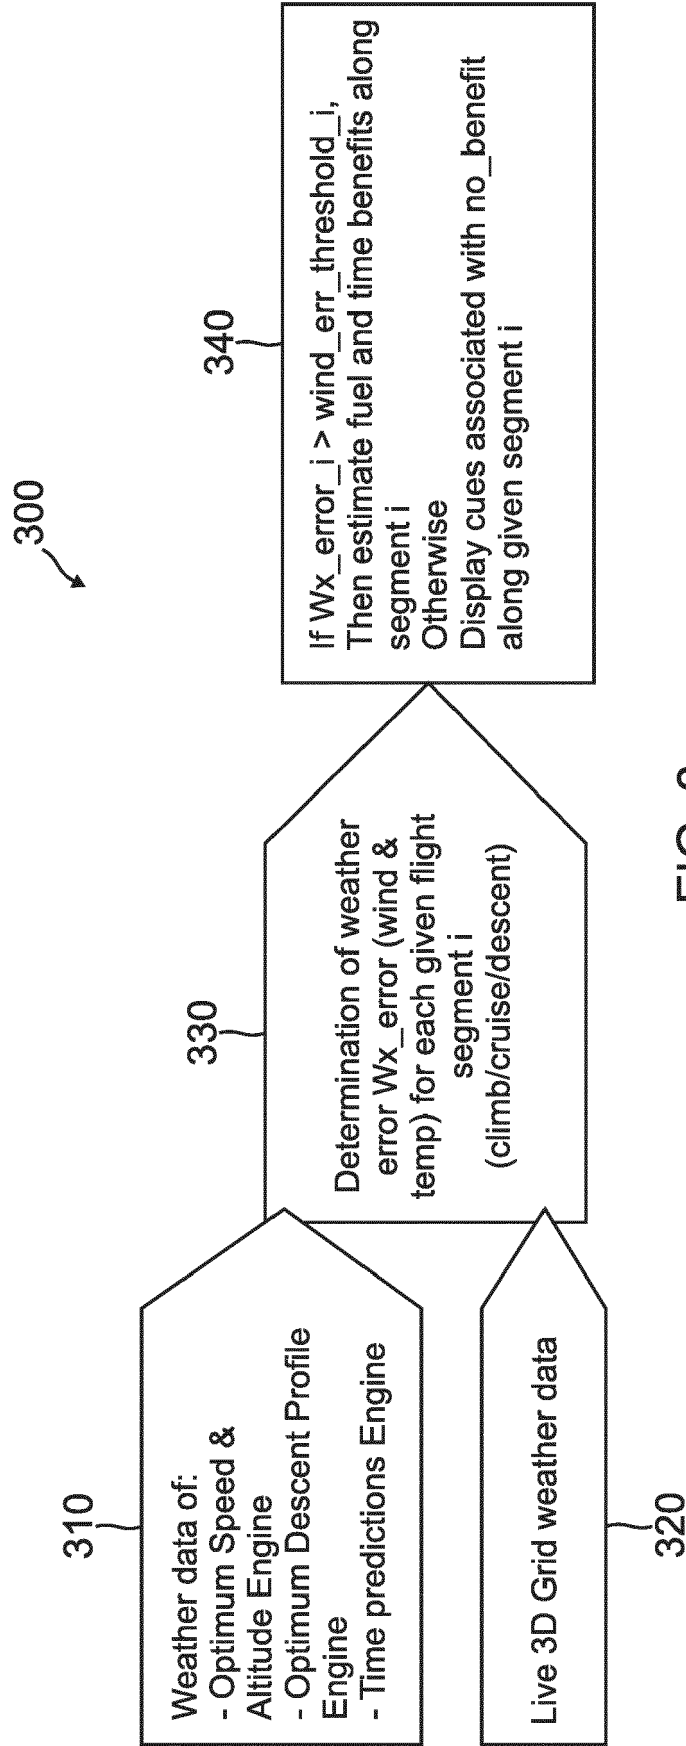 300
310
Weather data of:
- Optimum Speed &
Altitude Engine
- Optimum Descent Profile
Engine
- Time predictions Engine
320
Live 3D Grid weather data
330
Determination of weather
error Wx_error (wind &
temp) for each given flight
segment i
(climb/cruise/descent)
340
If Wx_error_i > wind_err_threshold_i,
Then estimate fuel and time benefits along
segment i
Otherwise
Display cues associated with no_benefit
along given segment i
FIG.